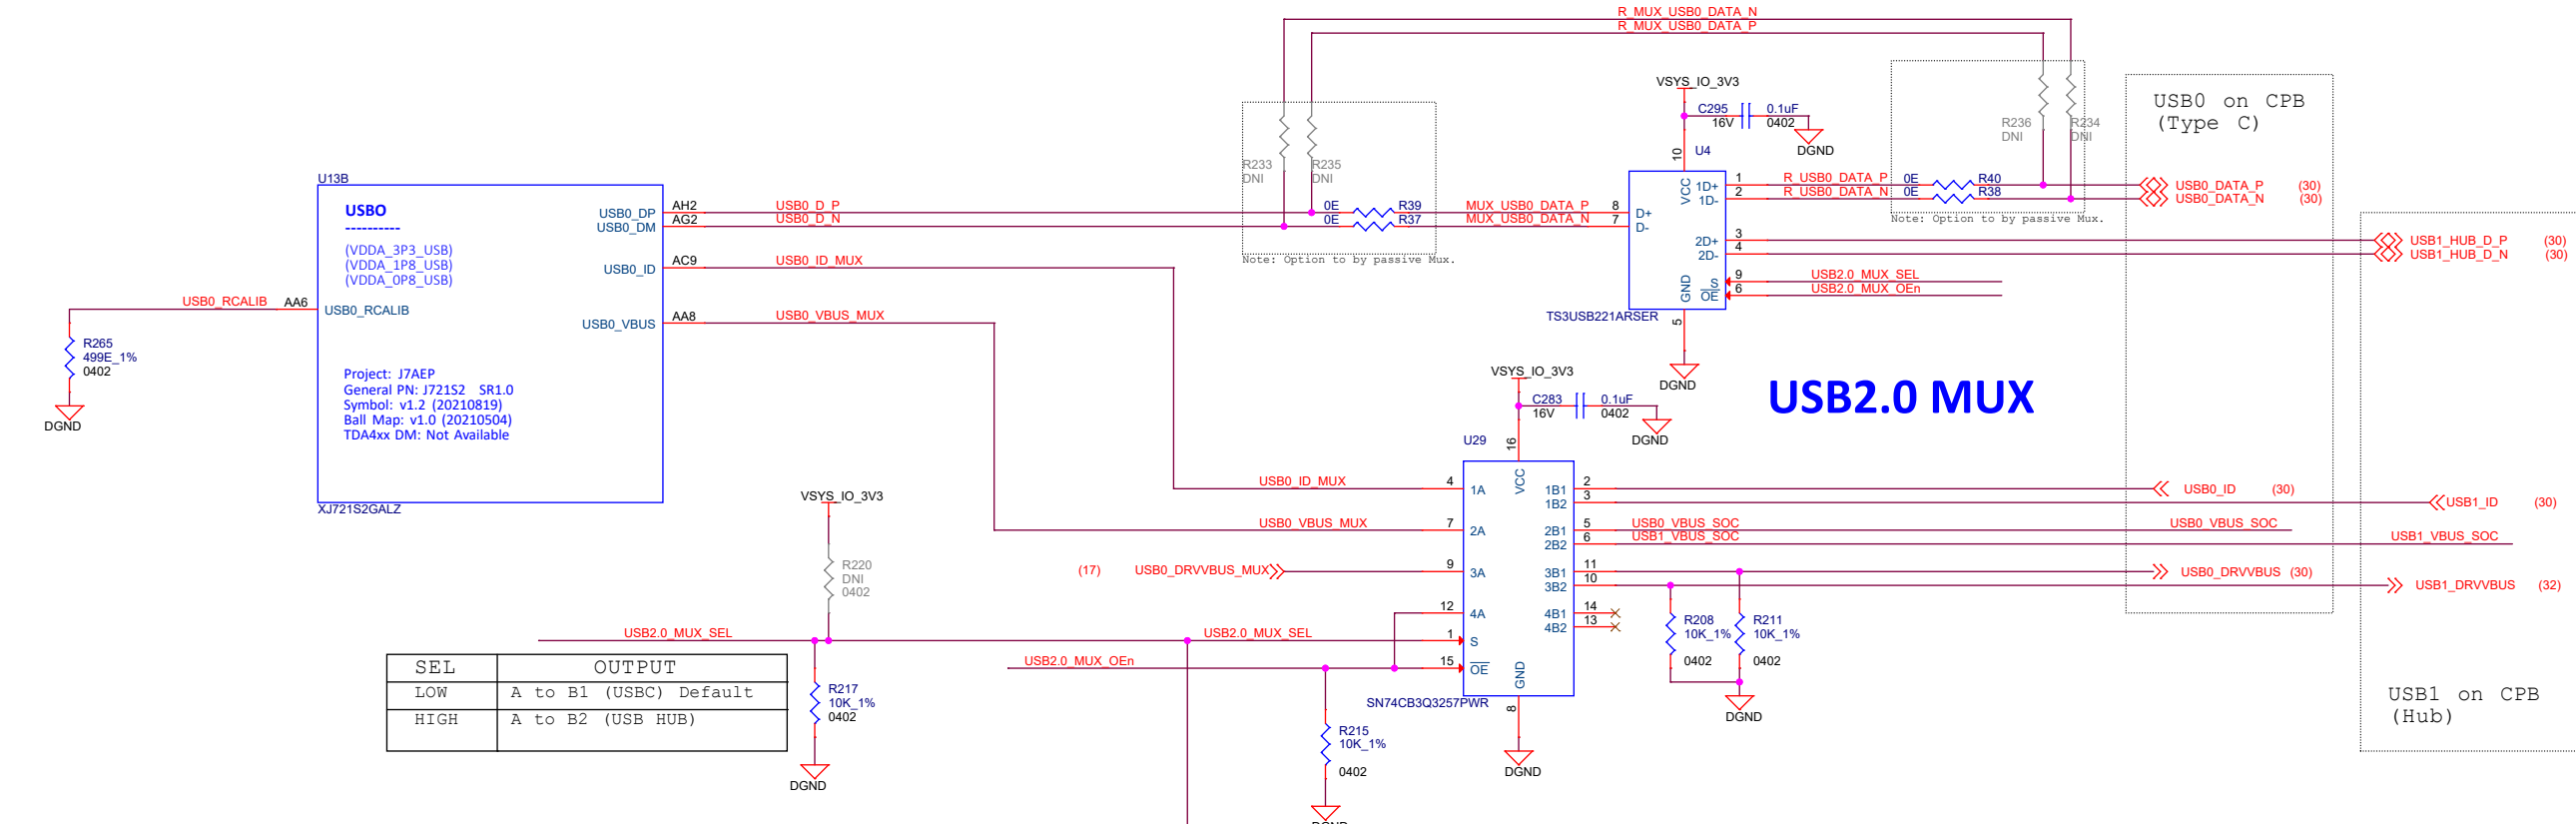 R_MUX_USB0_DATA_N
R_MUX_USB0_DATA_P
VSYS_IO_3V3
C295
0.1uF
16V
0402
DGND
10
U4
R236
DNI
R234
DNI
USB0 on CPB
(Type C)
R233
DNI
R235
DNI
U13B
USBO
----------
(VDDA_3P3_USB)
(VDDA_1P8_USB)
(VDDA_0P8_USB)
USB0_DP
USB0_DM
USB0_ID
USB0_RCALIB
USB0_VBUS
AH2
AG2
AC9
AA8
USB0_RCALIB
AA6
R265
499E_1%
0402
DGND
Project: J7AEP
General PN: J721S2 SR1.0
Symbol: v1.2 (20210819)
Ball Map: v1.0 (20210504)
TDA4xx DM: Not Available
XJ721S2GALZ
USB0_D_P
USB0_D_N
USB0_ID_MUX
USB0_VBUS_MUX
0E
R39
0E
R37
Note: Option to by passive Mux.
MUX_USB0_DATA_P
MUX_USB0_DATA_N
8
7
D+
D-
VCC
GND
1D+
1D-
2D+
2D-
S
OE
1
2
3
4
9
6
5
TS3USB221ARSER
DGND
R_USB0_DATA_P
R_USB0_DATA_N
0E
R40
0E
R38
Note: Option to by passive Mux.
USB0_DATA_P (30)
USB0_DATA_N (30)
USB1_HUB_D_P (30)
USB1_HUB_D_N (30)
USB2.0_MUX_SEL
USB2.0_MUX_OEn
USB2.0 MUX
VSYS_IO_3V3
C283
0.1uF
16V
0402
DGND
16
U29
USB0_ID_MUX
4
1A
VCC
1B1
2
1B2
3
USB0_ID (30)
USB1_ID (30)
USB0_VBUS_MUX
7
2A
2B1
5
2B2
6
USB0_VBUS_SOC
USB1_VBUS_SOC
USB0_VBUS_SOC
USB1_VBUS_SOC
(17) USB0_DRVVBUS_MUX
9
3A
3B1
11
3B2
10
USB0_DRVVBUS (30)
USB1_DRVVBUS (32)
12
4A
4B1
14
4B2
13
1
S
15
OE
GND
8
SN74CB3Q3257PWR
DGND
R208
10K_1%
0402
R211
10K_1%
0402
DGND
USB1 on CPB
(Hub)
VSYS_IO_3V3
R220
DNI
0402
USB2.0_MUX_SEL
USB2.0_MUX_SEL
USB2.0_MUX_OEn
SEL OUTPUT
LOW A to B1 (USBC) Default
HIGH A to B2 (USB HUB)
R217
10K_1%
0402
DGND
R215
10K_1%
0402
DGND